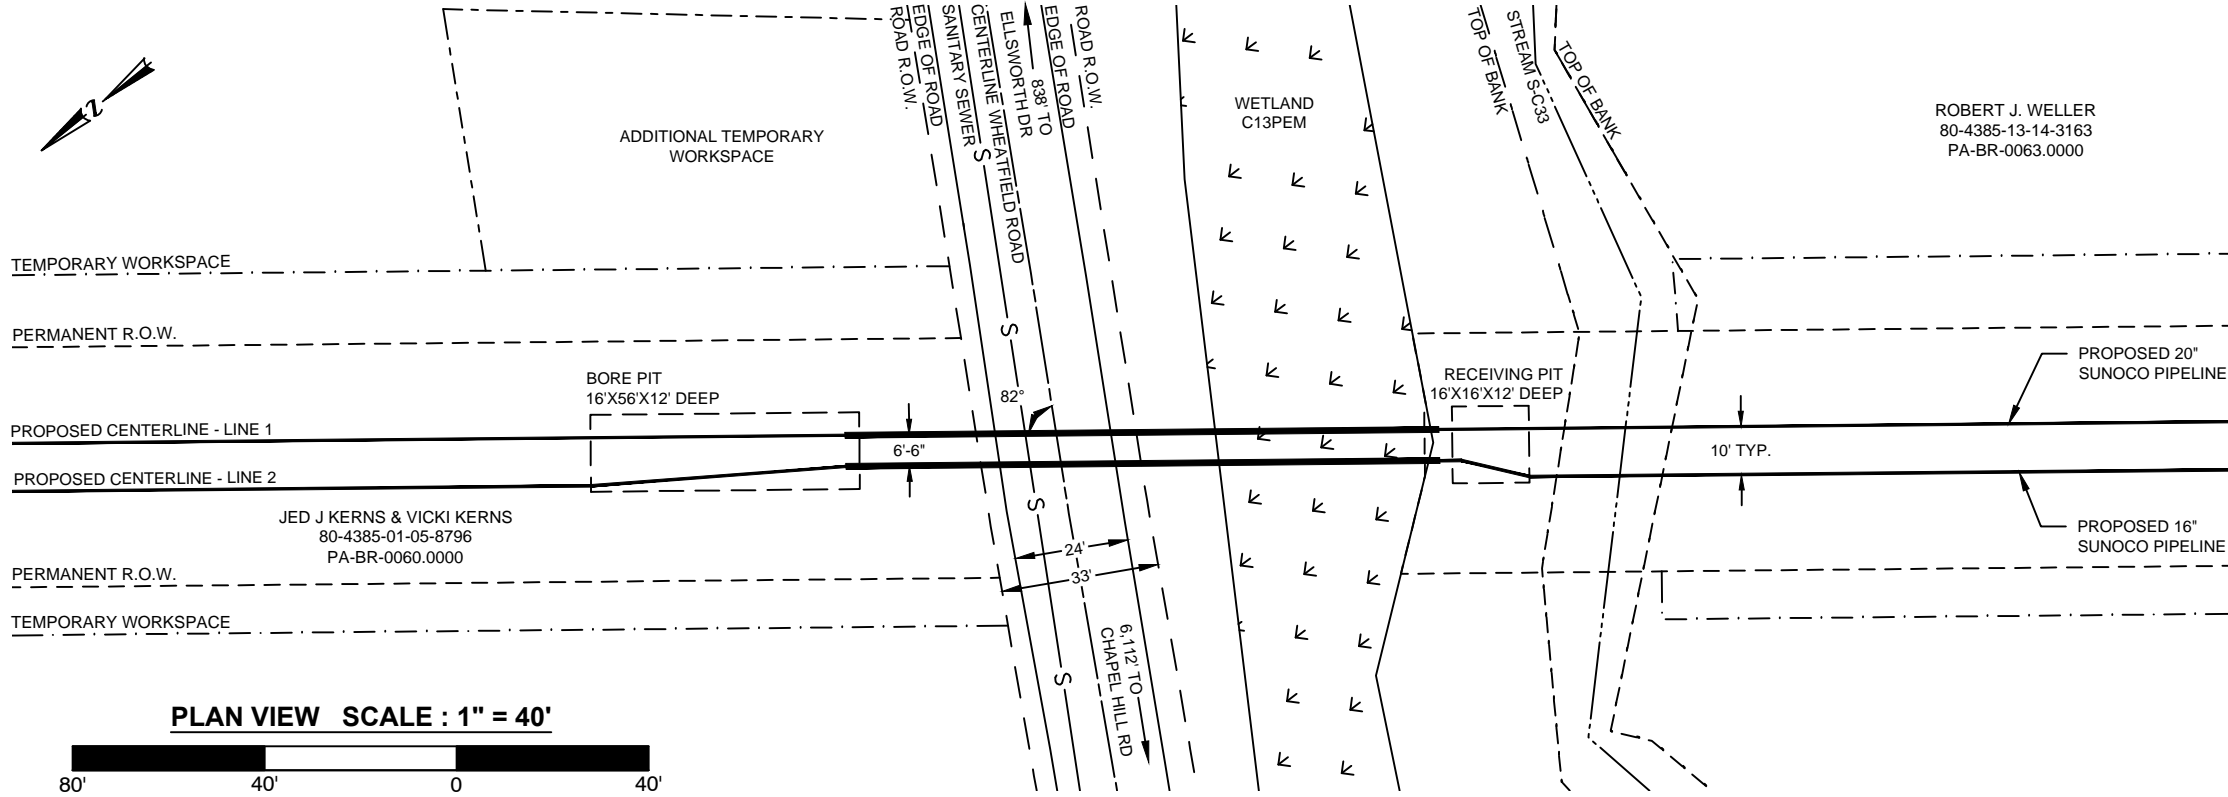 N
ADDITIONAL TEMPORARY
WORKSPACE
ROAD R.O.W.
EDGE OF ROAD
SANITARY SEWER
CENTERLINE WHEATFIELD ROAD
838' TO
ELLSWORTH DR
EDGE OF ROAD
ROAD R.O.W.
WETLAND
C13PEM
TOP OF BANK
STREAM S-C33
TOP OF BANK
ROBERT J. WELLER
80-4385-13-14-3163
PA-BR-0063.0000
S
TEMPORARY WORKSPACE
PERMANENT R.O.W.
S
BORE PIT
16'X56'X12' DEEP
82°
RECEIVING PIT
16'X16'X12' DEEP
PROPOSED 20"
SUNOCO PIPELINE
PROPOSED CENTERLINE - LINE 1
6'-6"
10' TYP.
PROPOSED CENTERLINE - LINE 2
S
JED J KERNS & VICKI KERNS
80-4385-01-05-8796
PA-BR-0060.0000
PROPOSED 16"
SUNOCO PIPELINE
24'
33'
PERMANENT R.O.W.
TEMPORARY WORKSPACE
6,112' TO
CHAPEL HILL RD
S
PLAN VIEW SCALE : 1" = 40'
80' 40' 0 40'